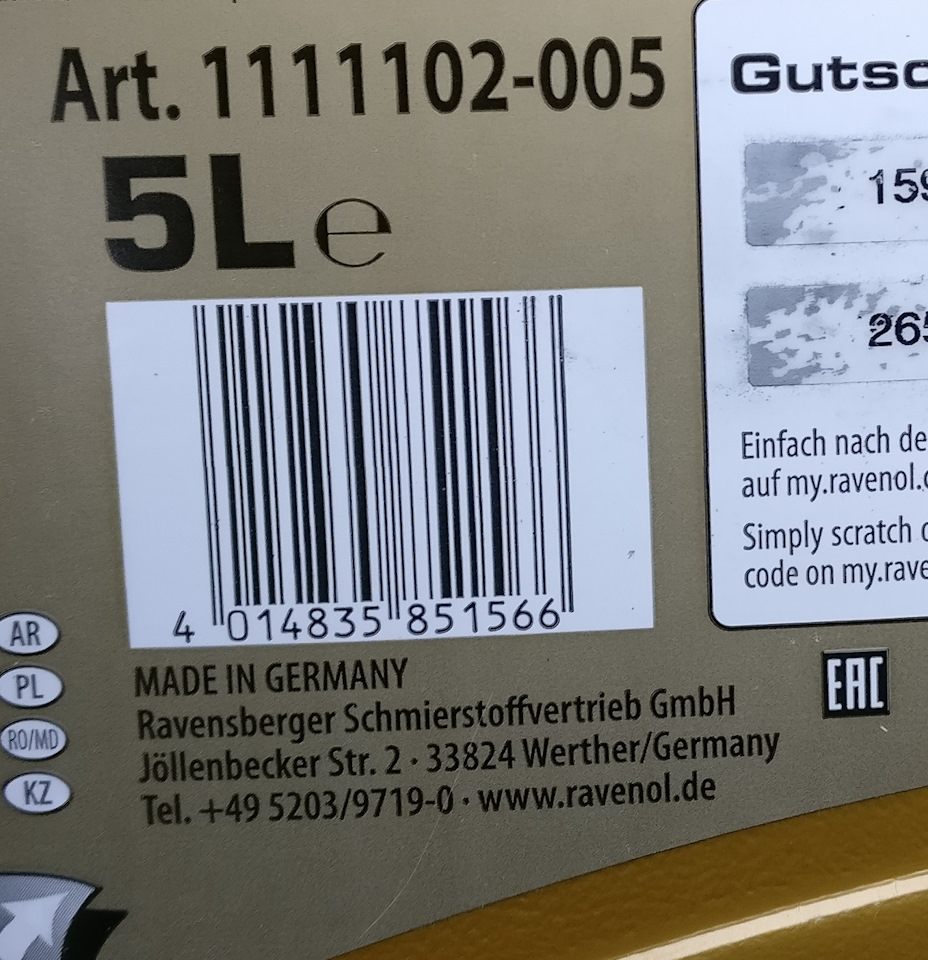 Art. 1111102-005
5L e
4 014835 851566
AR
PL
RO/MD
KZ
MADE IN GERMANY
Ravensberger Schmierstoffvertrieb GmbH
Jöllenbecker Str. 2 · 33824 Werther/Germany
Tel. +49 5203/9719-0 · www.ravenol.de
Gutsc
159
265
Einfach nach de
auf my.ravenol.
Simply scratch
code on my.rave
EAC